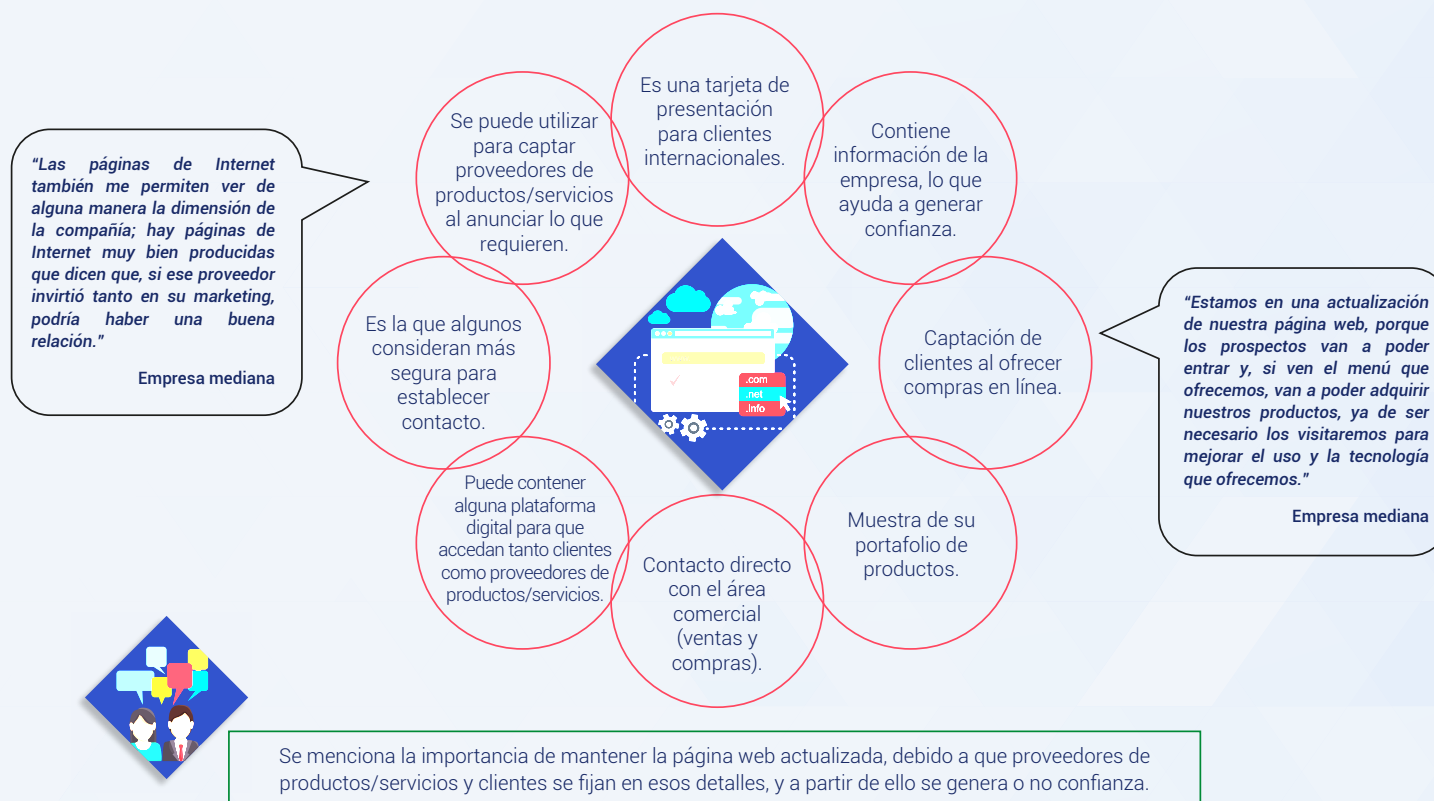 Es una tarjeta de
presentación
para clientes
internacionales.
Contiene
información de la
empresa, lo que
ayuda a generar
confianza.
Captación de
clientes al ofrecer
compras en línea.
Muestra de su
portafolio de
productos.
Contacto directo
con el área
comercial
(ventas y
compras).
Puede contener
alguna plataforma
digital para que
accedan tanto clientes
como proveedores de
productos/servicios.
Es la que algunos
consideran más
segura para
establecer
contacto.
Se puede utilizar
para captar
proveedores de
productos/servicios
al anunciar lo que
requieren.
"Las páginas de Internet
también me permiten ver de
alguna manera la dimensión de
la compañía; hay páginas de
Internet muy bien producidas
que dicen que, si ese proveedor
invirtió tanto en su marketing,
podría haber una buena
relación."
Empresa mediana
.com
.net
.info
"Estamos en una actualización
de nuestra página web, porque
los prospectos van a poder
entrar y, si ven el menú que
ofrecemos, van a poder adquirir
nuestros productos, ya de ser
necesario los visitaremos para
mejorar el uso y la tecnología
que ofrecemos."
Empresa mediana
Se menciona la importancia de mantener la página web actualizada, debido a que proveedores de
productos/servicios y clientes se fijan en esos detalles, y a partir de ello se genera o no confianza.